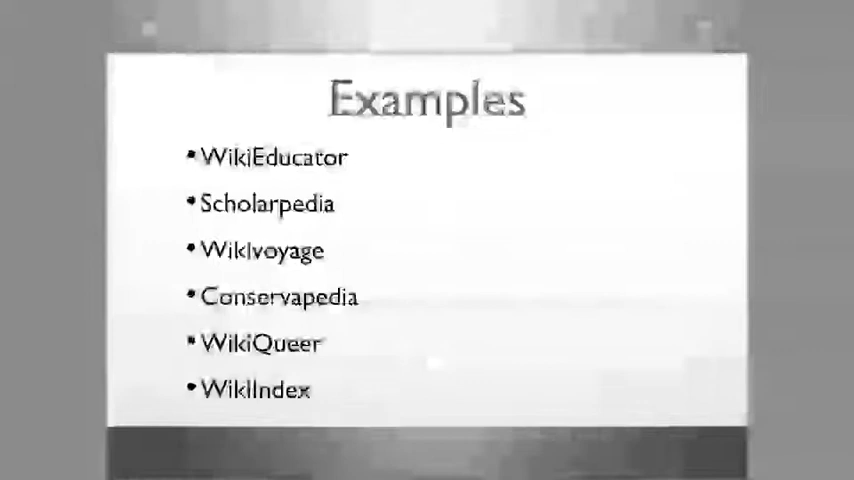 Examples
• WikiEducator
• Scholarpedia
• Wikivoyage
• Conservapedia
• WikiQueer
• WikiIndex